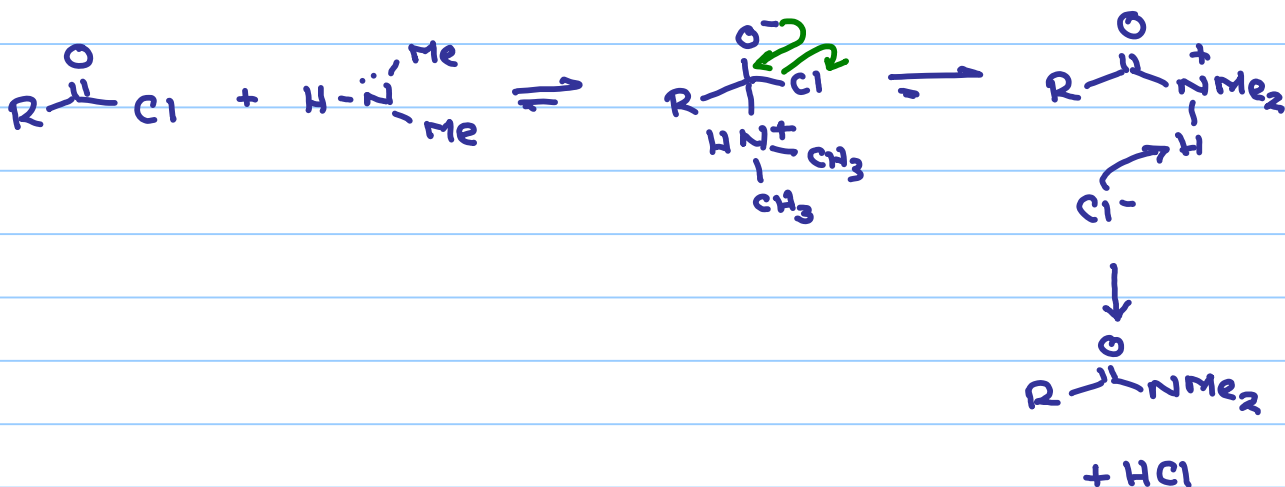 O O⁻ O
R Cl + H-N̈ Me Me ⇌ R Cl HN⁺ CH₃ CH₃ ⇌ R N⁺Me₂ H
Cl⁻
O
R NMe₂
+ HCl